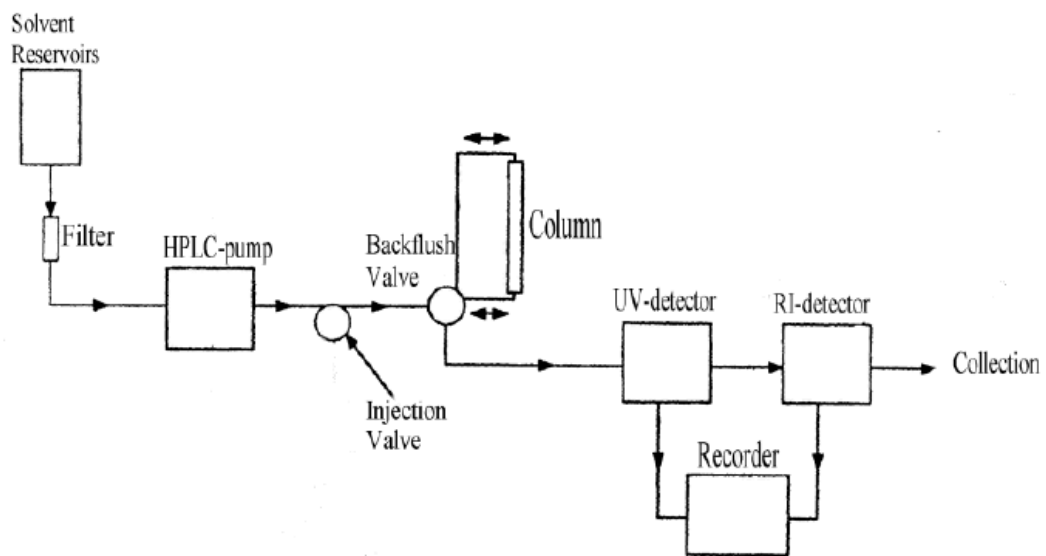 Solvent
Reservoirs
Filter
HPLC-pump
Backflush
Valve
Column
Injection
Valve
UV-detector
RI-detector
Collection
Recorder